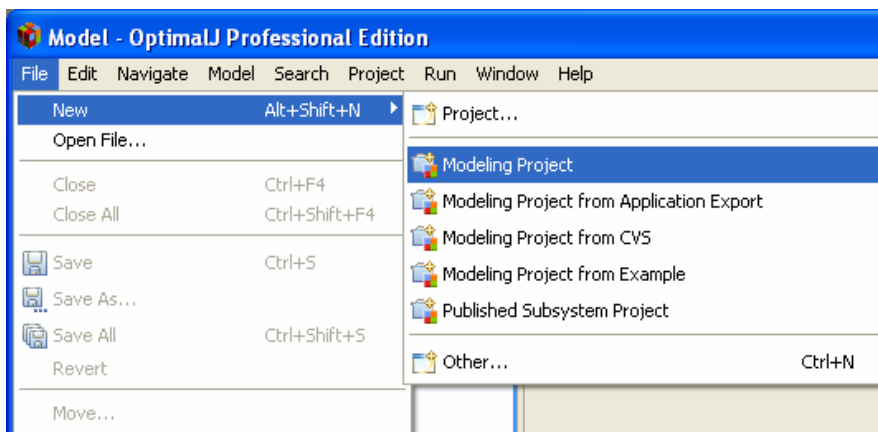 Model - OptimalJ Professional Edition
File Edit Navigate Model Search Project Run Window Help
New Alt+Shift+N
Open File...
Close Ctrl+F4
Close All Ctrl+Shift+F4
Save Ctrl+S
Save As...
Save All Ctrl+Shift+S
Revert
Move...
Project...
Modeling Project
Modeling Project from Application Export
Modeling Project from CVS
Modeling Project from Example
Published Subsystem Project
Other... Ctrl+N